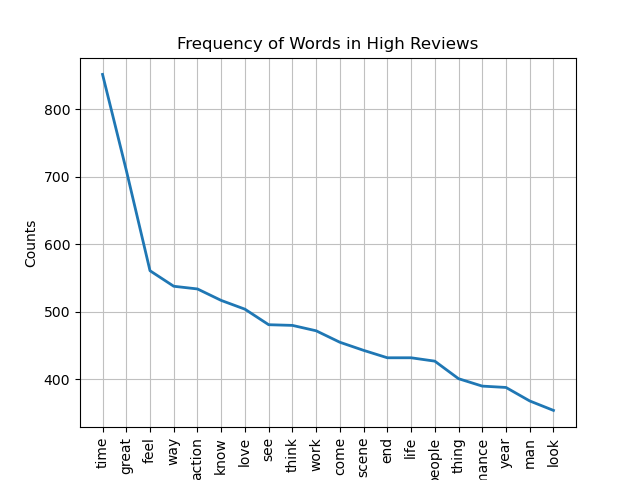 Frequency of Words in High Reviews
Counts
800
700
600
500
400
time
great
feel
way
action
know
love
see
think
work
come
scene
end
life
people
thing
year
man
look